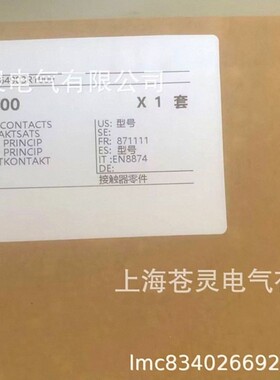 苍灵电气有限公司
00
X 1 套
CONTACTS
AKTSATS
PRINCIP
PRINCIP
TKONTAKT
US: 型号
SE:
FR: 871111
ES: 型号
IT :EN8874
DE:
接触器零件
上海苍灵电气有
lmc834026692